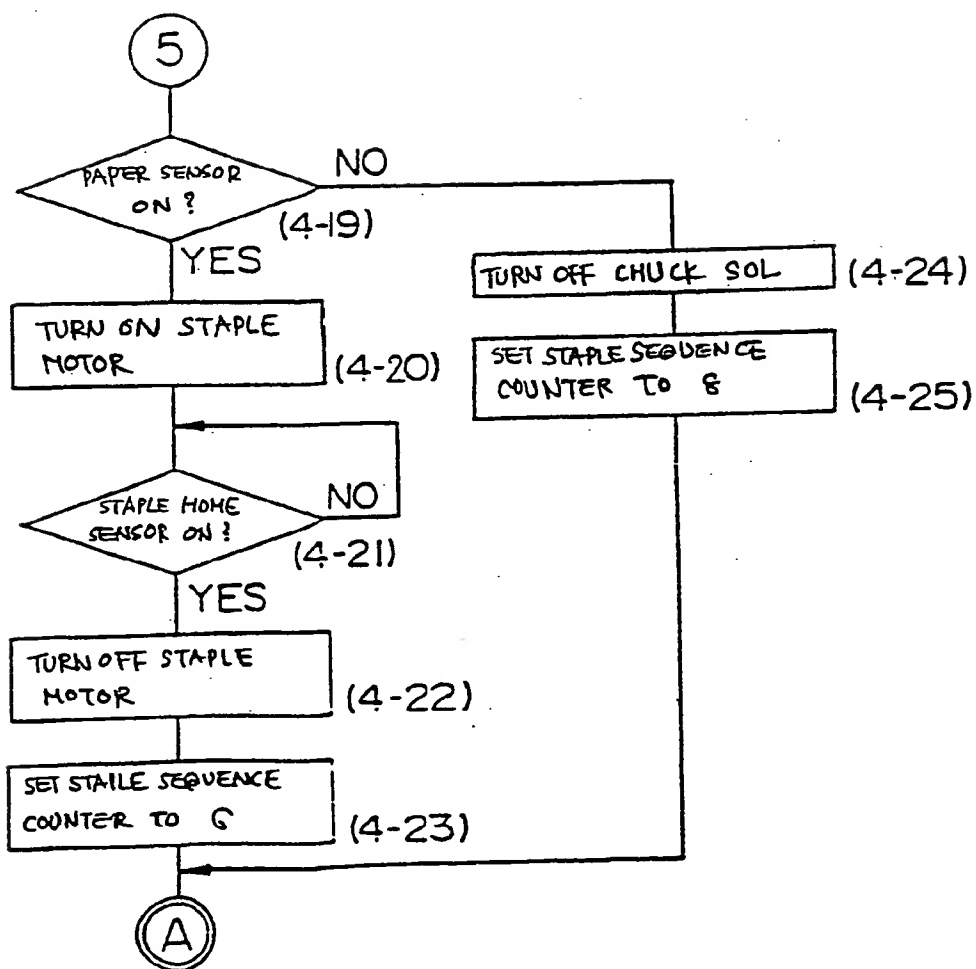 5
PAPER SENSOR
ON ?
NO
(4-19)
YES
TURN ON STAPLE
MOTOR
(4-20)
STAPLE HOME
SENSOR ON ?
NO
(4-21)
YES
TURN OFF STAPLE
MOTOR
(4-22)
SET STAILE SEQUENCE
COUNTER TO 6
(4-23)
TURN OFF CHUCK SOL
(4-24)
SET STAPLE SEQUENCE
COUNTER TO 8
(4-25)
A